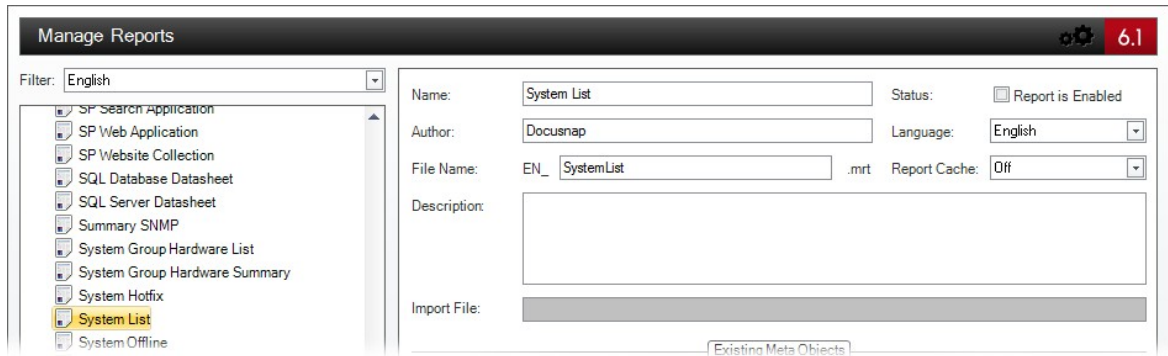 Manage Reports
6.1
Filter: English
SP Search Application
SP Web Application
SP Website Collection
SQL Database Datasheet
SQL Server Datasheet
Summary SNMP
System Group Hardware List
System Group Hardware Summary
System Hotfix
System List
System Offline
Name: System List
Status: Report is Enabled
Author: Docusnap
Language: English
File Name: EN_ SystemList .mrt
Report Cache: Off
Description:
Import File:
Existing Meta Objects